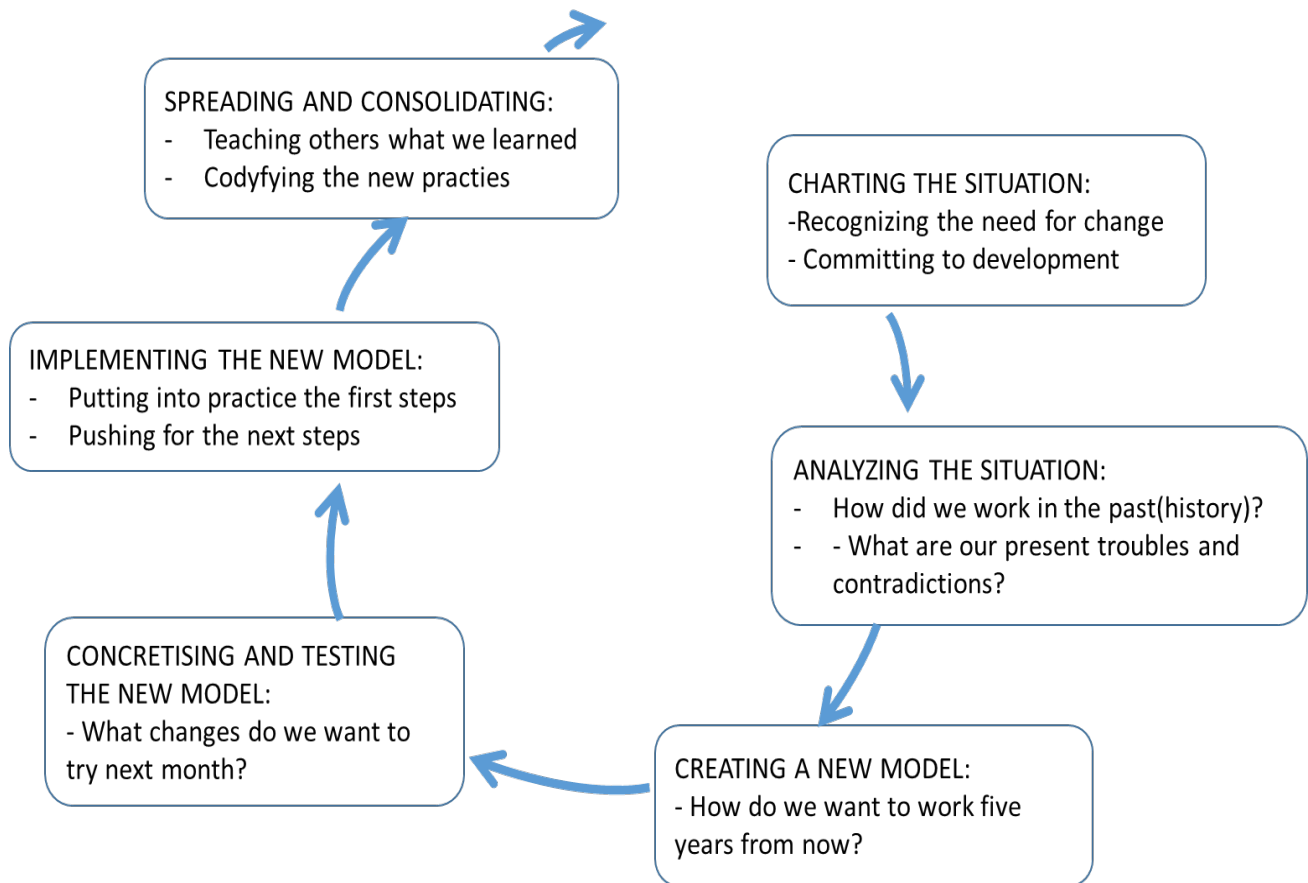 SPREADING AND CONSOLIDATING:
- Teaching others what we learned
- Codyfying the new practies
CHARTING THE SITUATION:
-Recognizing the need for change
- Committing to development
ANALYZING THE SITUATION:
- How did we work in the past(history)?
- - What are our present troubles and
contradictions?
CREATING A NEW MODEL:
- How do we want to work five
years from now?
CONCRETISING AND TESTING
THE NEW MODEL:
- What changes do we want to
try next month?
IMPLEMENTING THE NEW MODEL:
- Putting into practice the first steps
- Pushing for the next steps